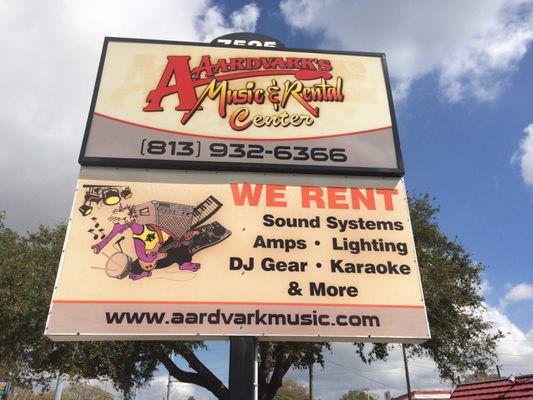 7525
AARDVARK'S
Music & Rental
Center
(813) 932-6366
WE RENT
Sound Systems
Amps • Lighting
DJ Gear • Karaoke
& More
www.aardvarkmusic.com